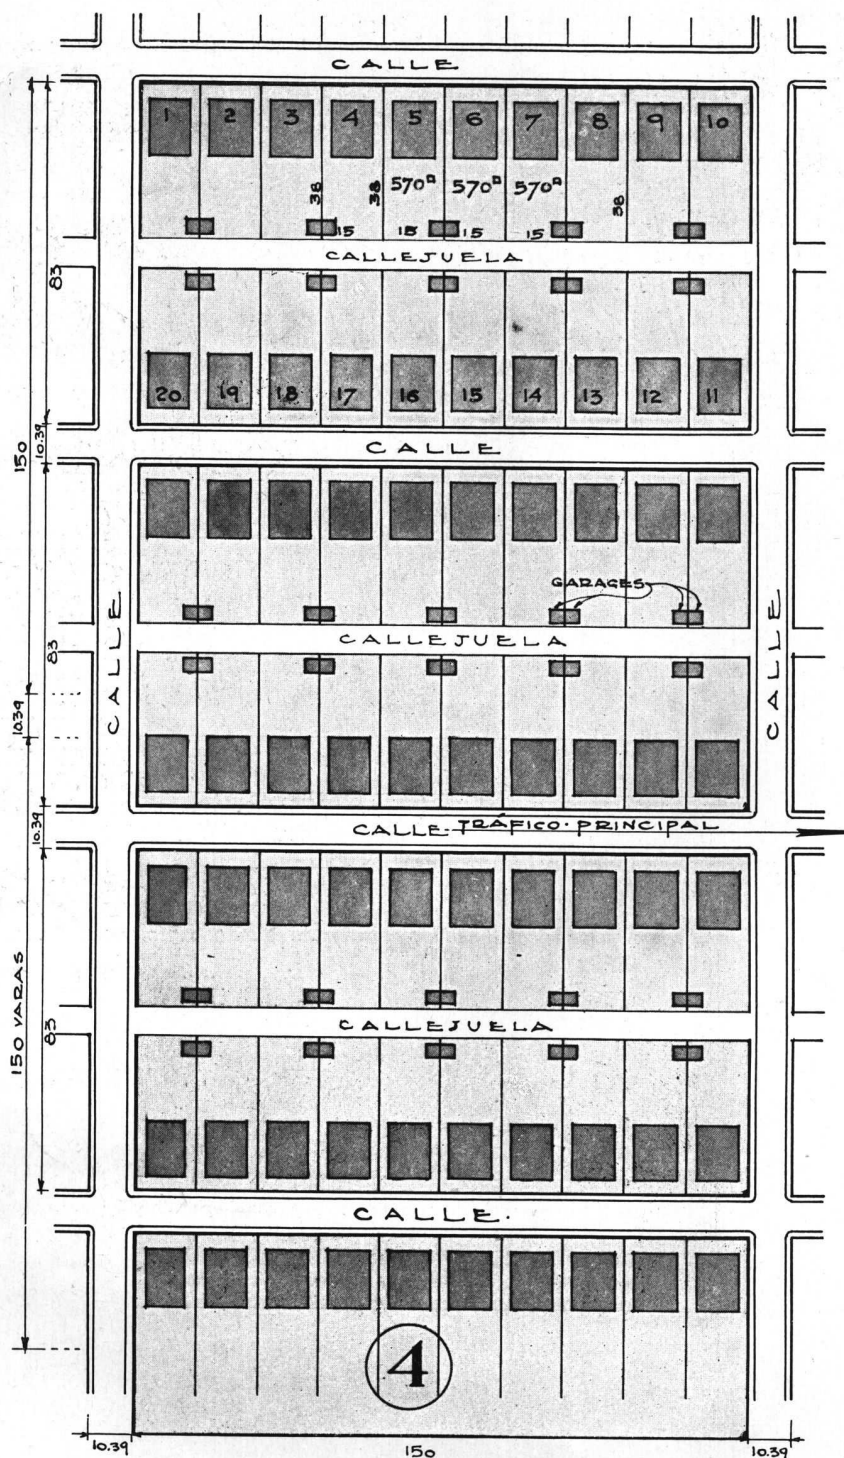 CALLE
1 2 3 4 5 6 7 8 9 10
38 38 570□ 570□ 570□ 38
15 15 15 15
CALLEJUELA
83
20 19 18 17 16 15 14 13 12 11
10.39
150
CALLE
GARAGES
CALLE
CALLE
CALLEJUELA
83
10.39
10.39
CALLE-TRÁFICO·PRINCIPAL
150 VARAS
83
CALLEJUELA
CALLE.
4
10.39 150 10.39